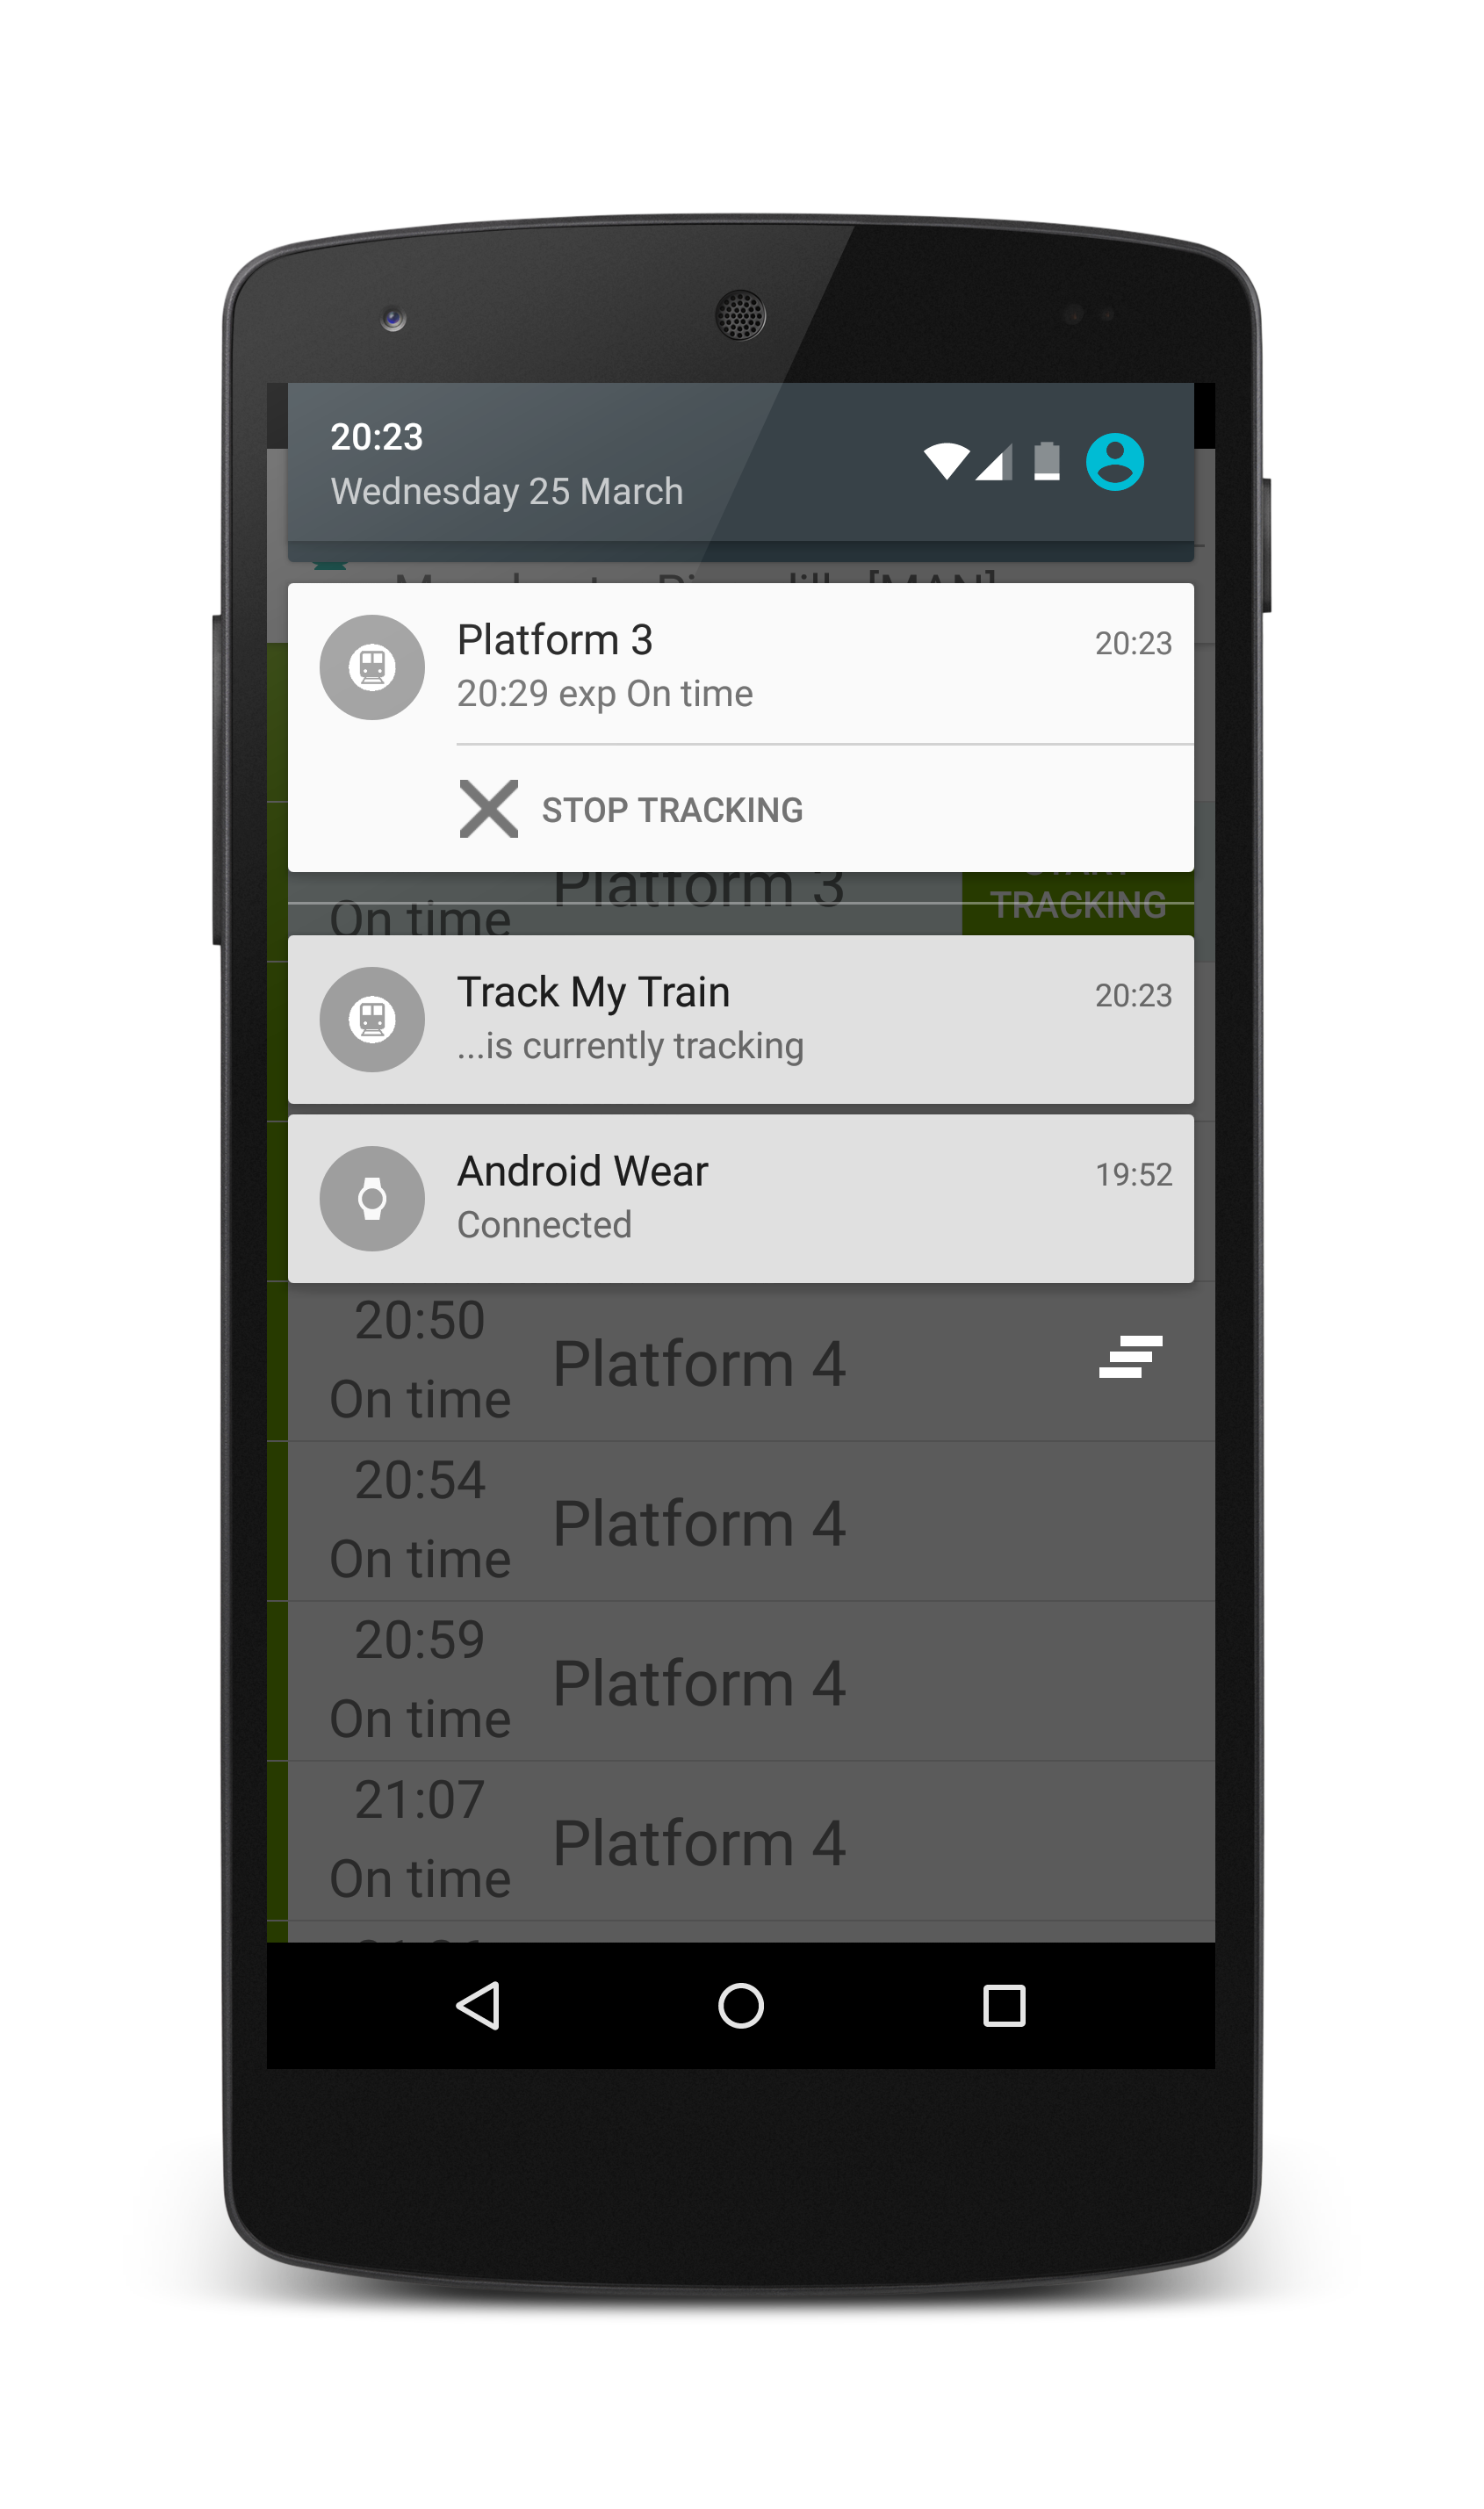 20:23
Wednesday 25 March
[MAN]
Platform 3
20:23
20:29 exp On time
STOP TRACKING
Platform 3
TRACKING
On time
Track My Train
20:23
...is currently tracking
Android Wear
19:52
Connected
20:50
Platform 4
On time
20:54
Platform 4
On time
20:59
Platform 4
On time
21:07
Platform 4
On time